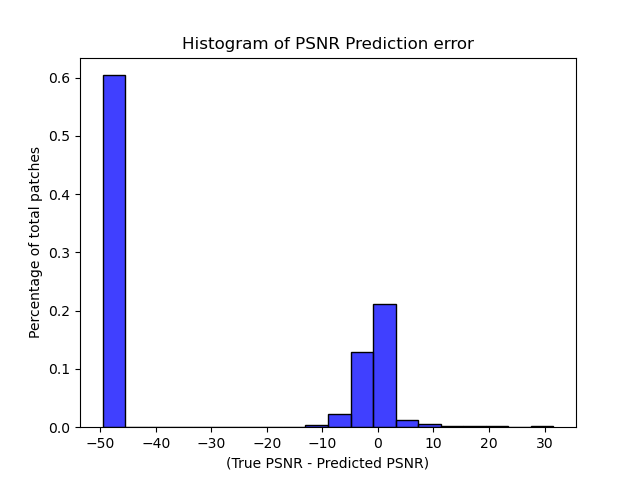 Histogram of PSNR Prediction error
Percentage of total patches
0.6
0.5
0.4
0.3
0.2
0.1
0.0
−50 −40 −30 −20 −10 0 10 20 30
(True PSNR - Predicted PSNR)